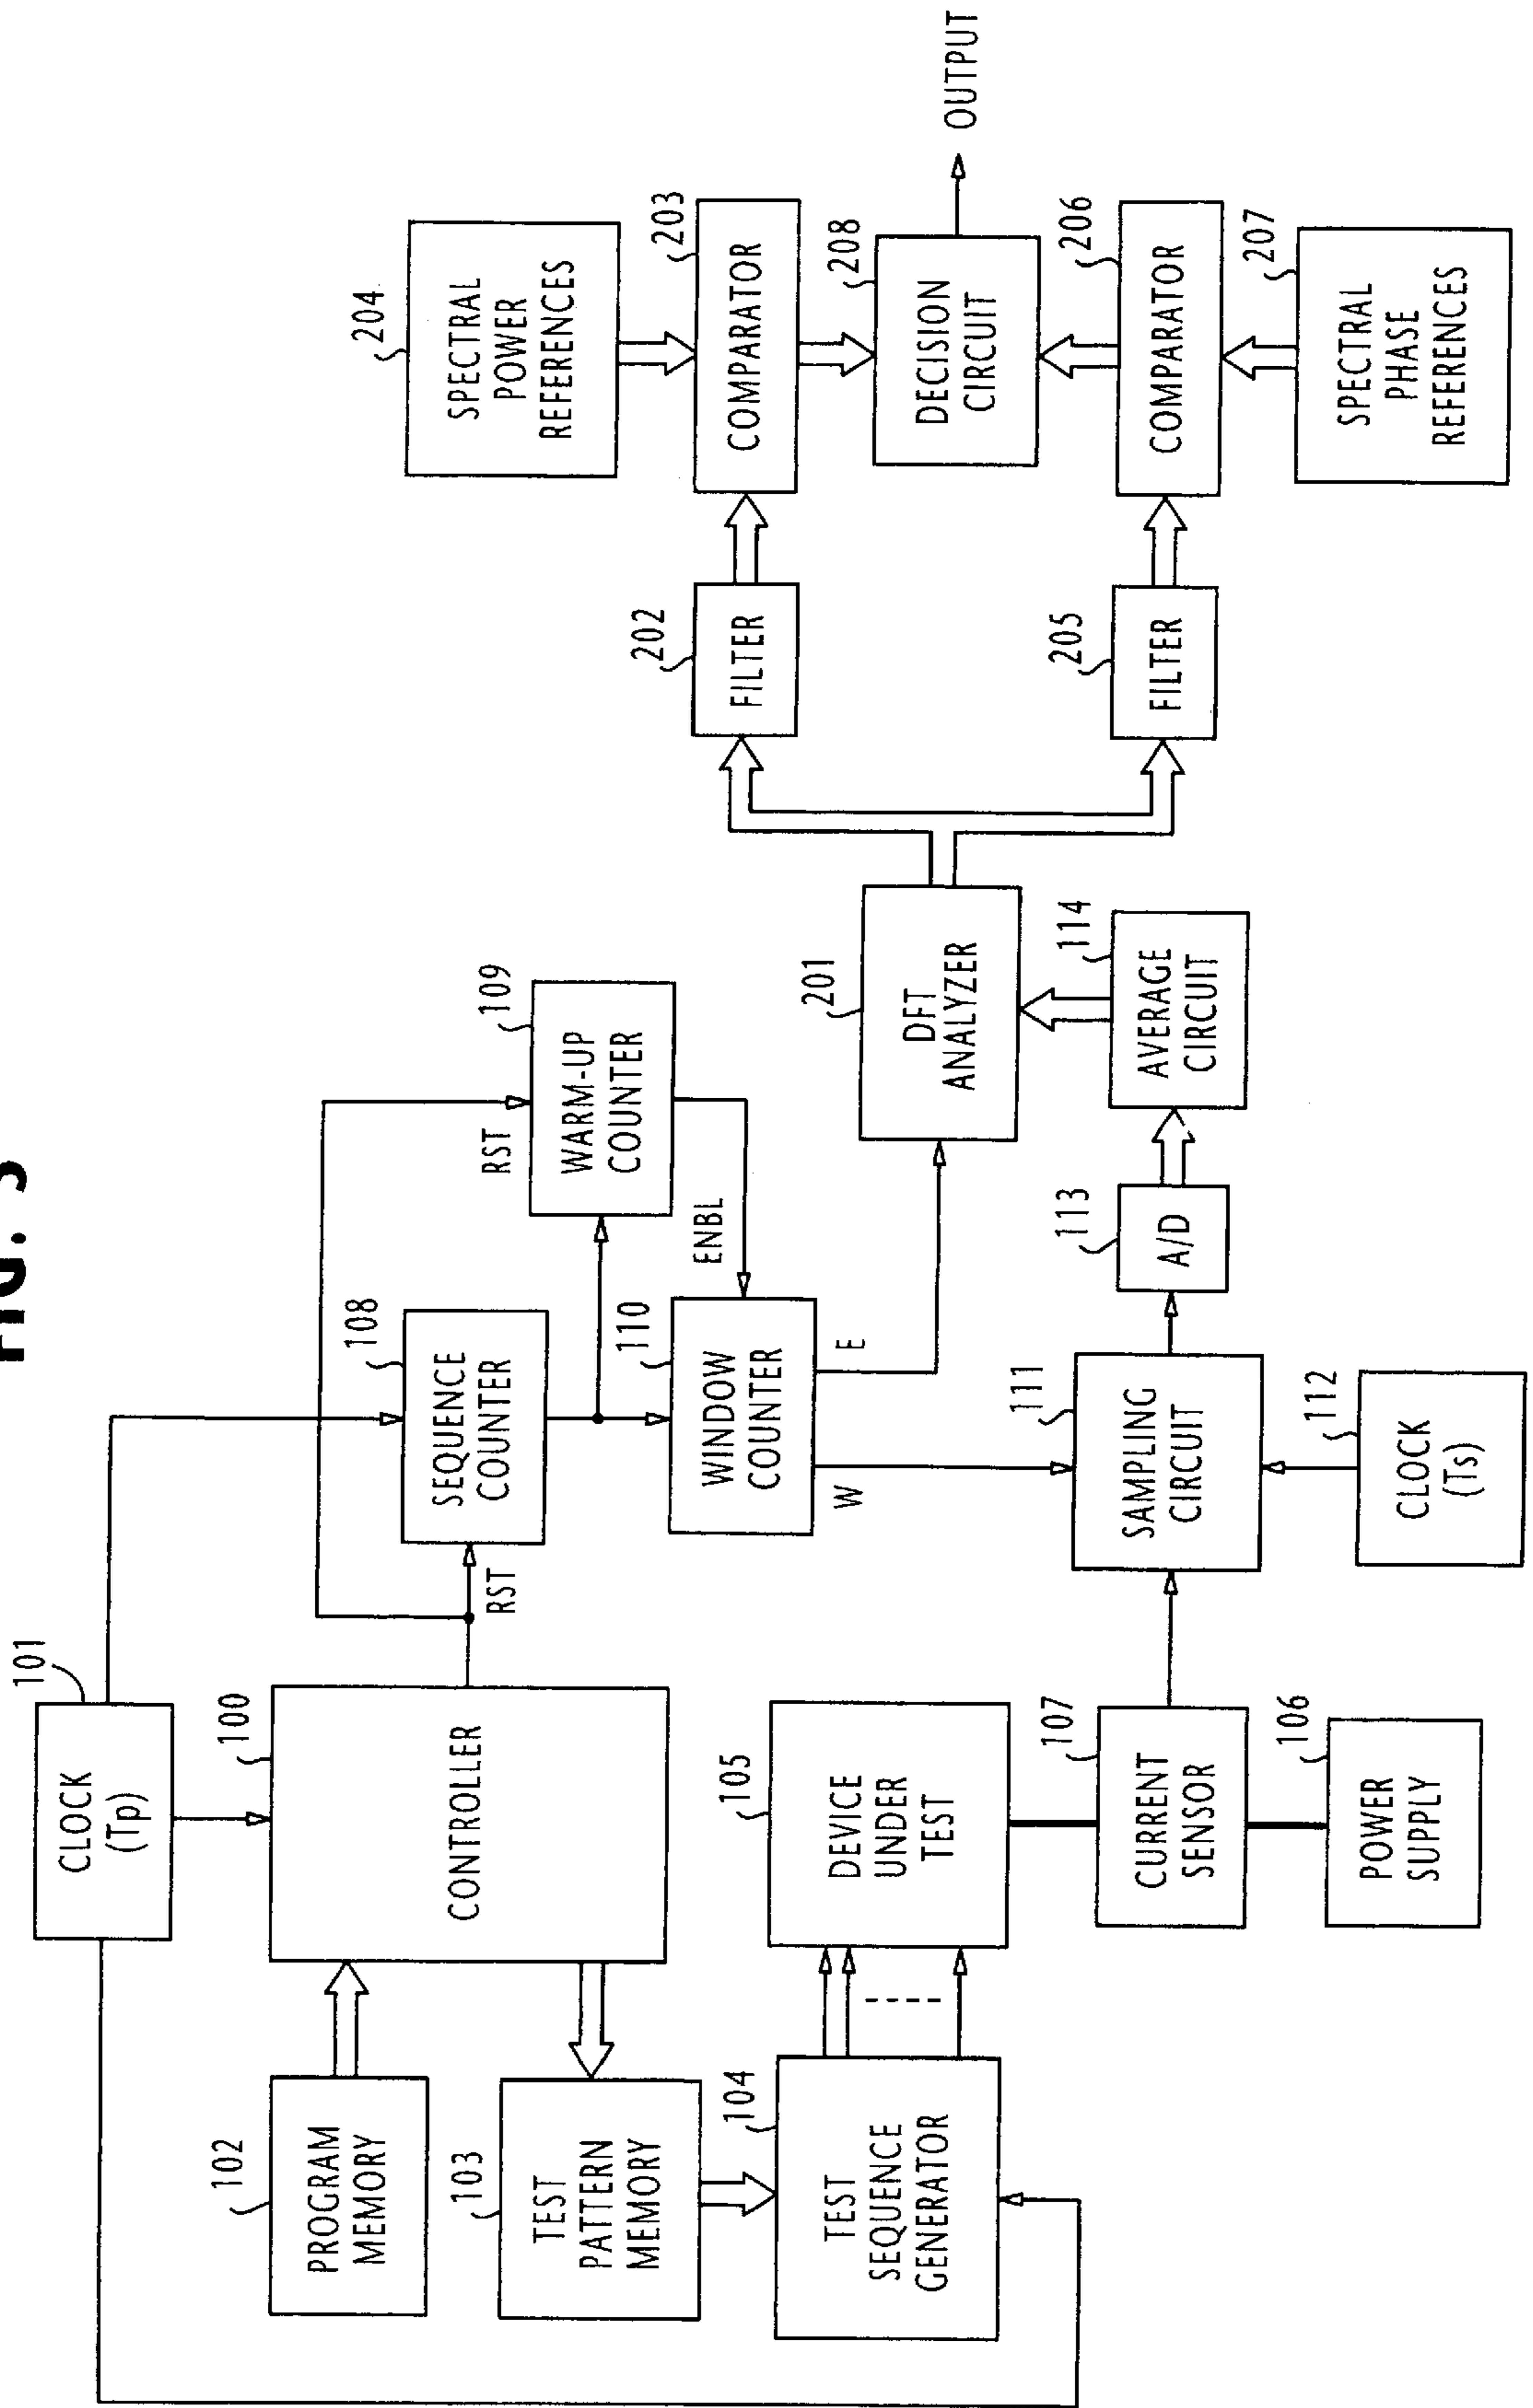 FIG. 3
101
CLOCK
(Tp)
100
CONTROLLER
102
PROGRAM
MEMORY
103
TEST
PATTERN
MEMORY
104
TEST
SEQUENCE
GENERATOR
105
DEVICE
UNDER
TEST
107
CURRENT
SENSOR
106
POWER
SUPPLY
RST
108
SEQUENCE
COUNTER
RST
109
WARM-UP
COUNTER
ENBL
110
WINDOW
COUNTER
W
E
111
SAMPLING
CIRCUIT
112
CLOCK
(Ts)
113
A/D
114
AVERAGE
CIRCUIT
201
DFT
ANALYZER
202
FILTER
205
FILTER
204
SPECTRAL
POWER
REFERENCES
203
COMPARATOR
208
DECISION
CIRCUIT
OUTPUT
206
COMPARATOR
207
SPECTRAL
PHASE
REFERENCES